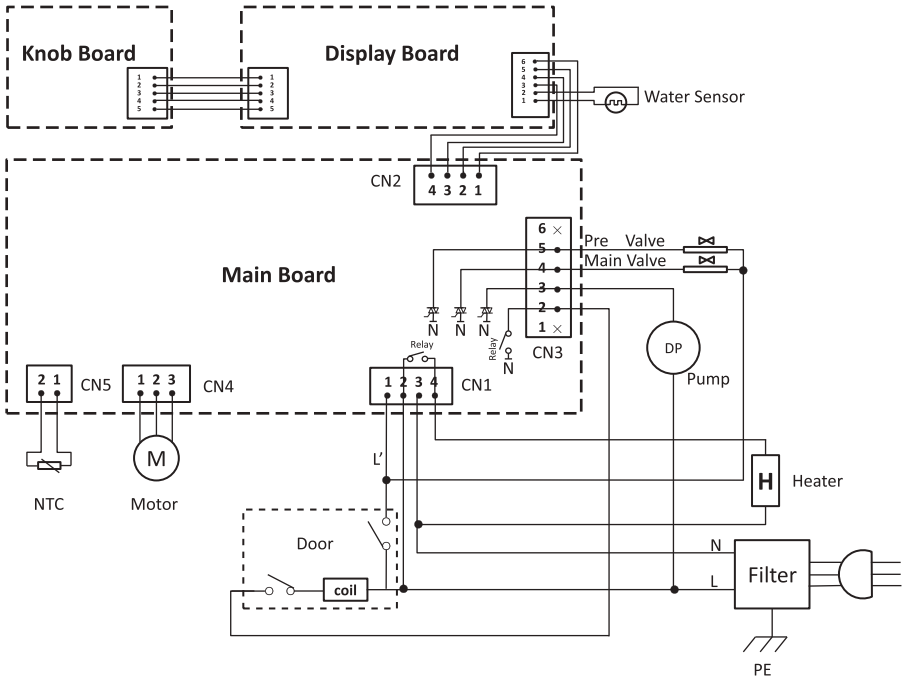 Knob Board
Display Board
1
2
3
4
5
1
2
3
4
5
6
5
4
3
2
1
Water Sensor
CN2
4 3 2 1
Main Board
6
5
4
3
2
1
CN3
Pre Valve
Main Valve
N N N
Relay
N
DP
Pump
Relay
2 1
CN5
1 2 3
CN4
1 2 3 4
CN1
M
NTC
Motor
L’
H
Heater
Door
coil
N
L
Filter
PE